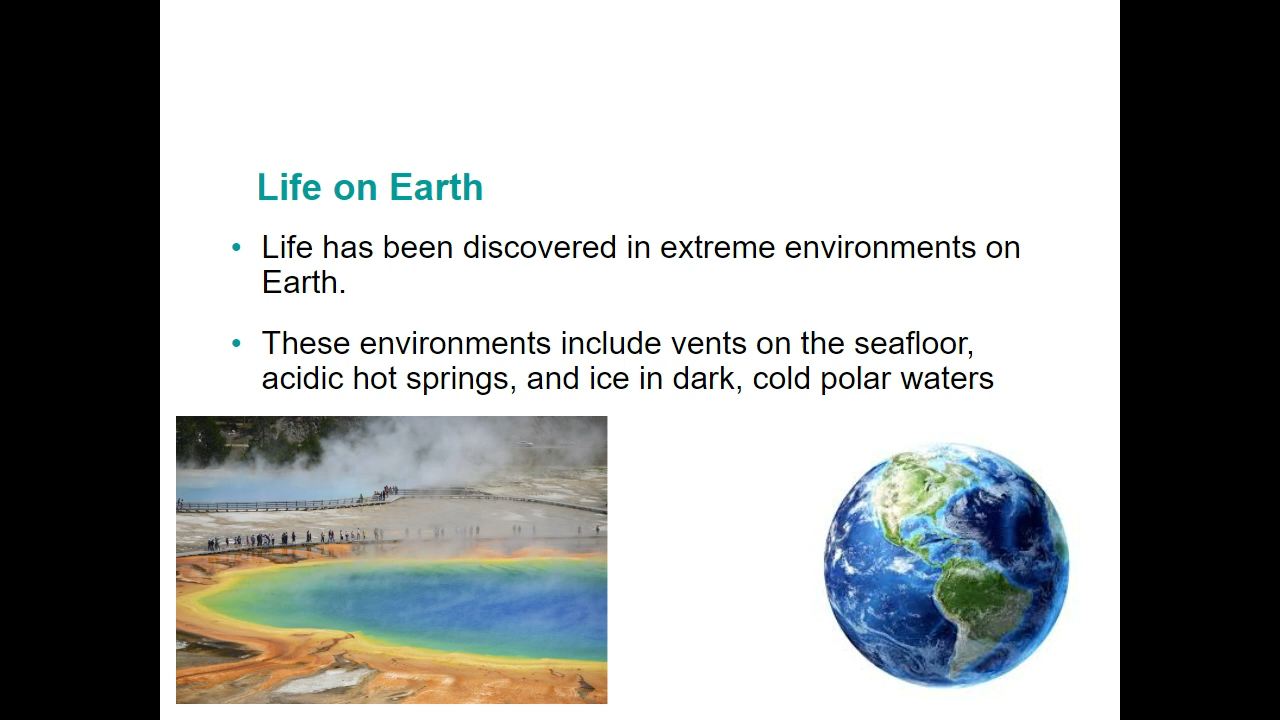 Life on Earth
• Life has been discovered in extreme environments on
Earth.
• These environments include vents on the seafloor,
acidic hot springs, and ice in dark, cold polar waters